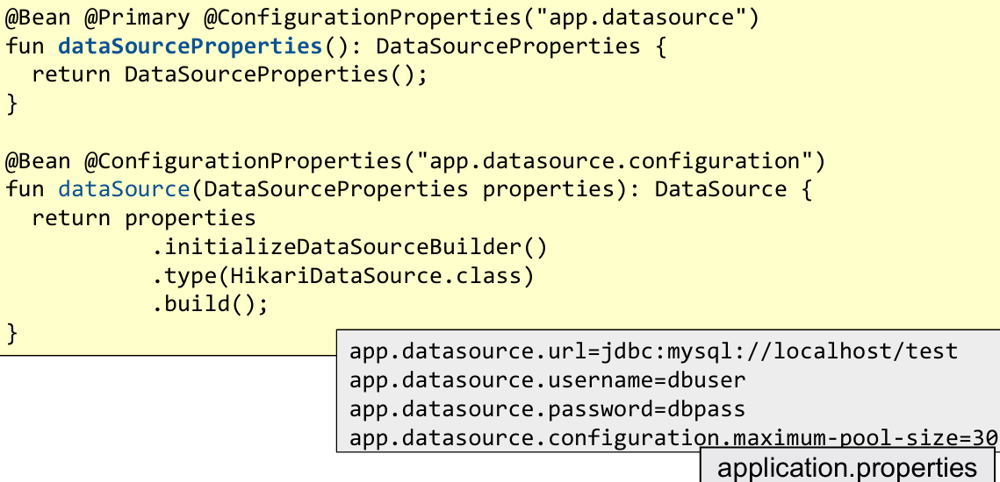 @Bean @Primary @ConfigurationProperties("app.datasource")
fun dataSourceProperties(): DataSourceProperties {
  return DataSourceProperties();
}

@Bean @ConfigurationProperties("app.datasource.configuration")
fun dataSource(DataSourceProperties properties): DataSource {
  return properties
           .initializeDataSourceBuilder()
           .type(HikariDataSource.class)
           .build();
}
app.datasource.url=jdbc:mysql://localhost/test
app.datasource.username=dbuser
app.datasource.password=dbpass
app.datasource.configuration.maximum-pool-size=30
application.properties